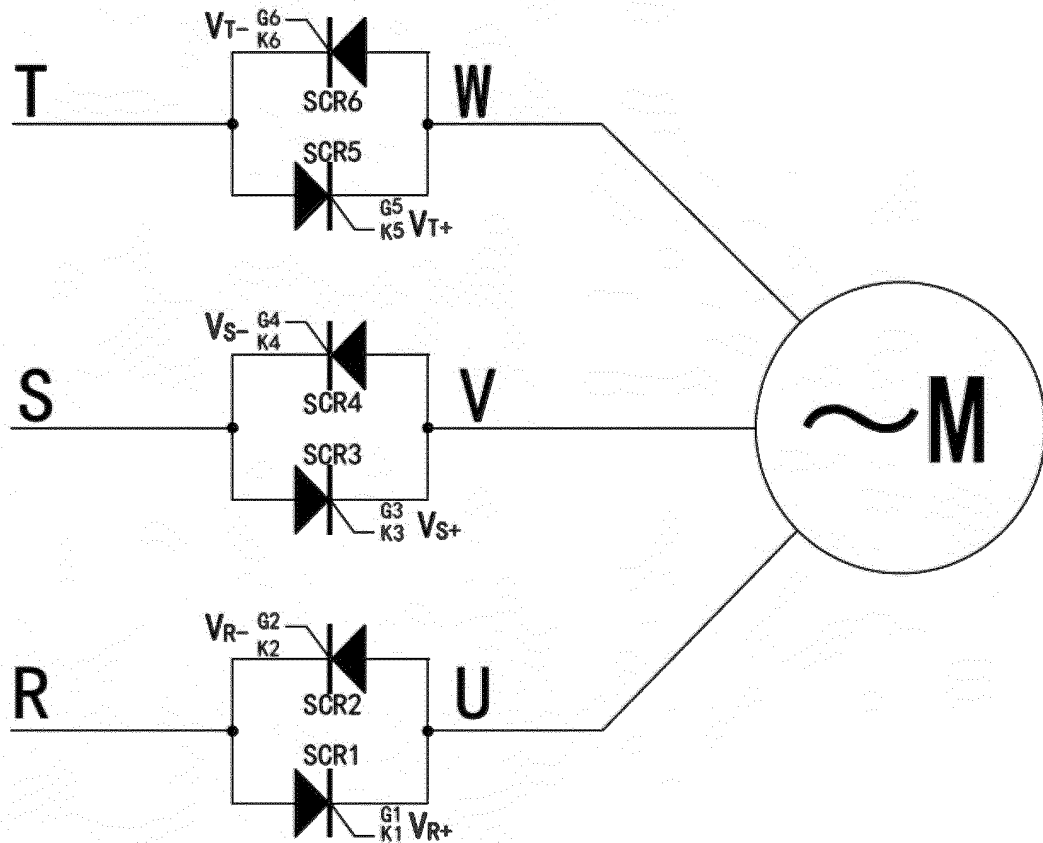 VT- G6
K6
T
W
SCR6
SCR5
G5
K5 VT+
VS- G4
K4
S
V
SCR4
SCR3
G3
K3 VS+
~M
VR- G2
K2
R
U
SCR2
SCR1
G1
K1 VR+